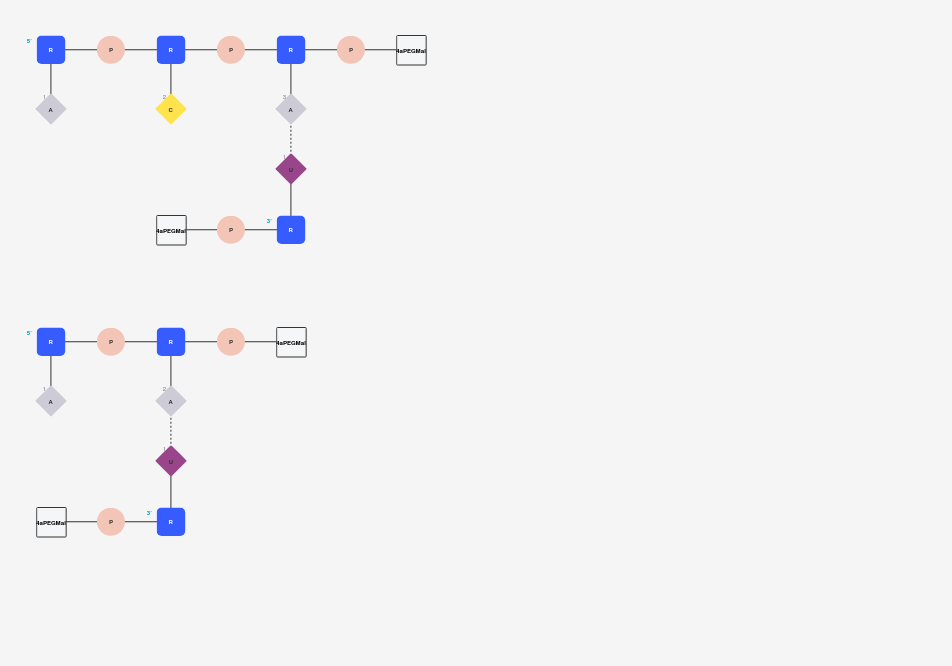 5' R P R P R P 4aPEGMal
1 A 2 C 3 A
1 U
4aPEGMal P 3' R
5' R P R P 4aPEGMal
1 A 2 A
1 U
4aPEGMal P 3' R